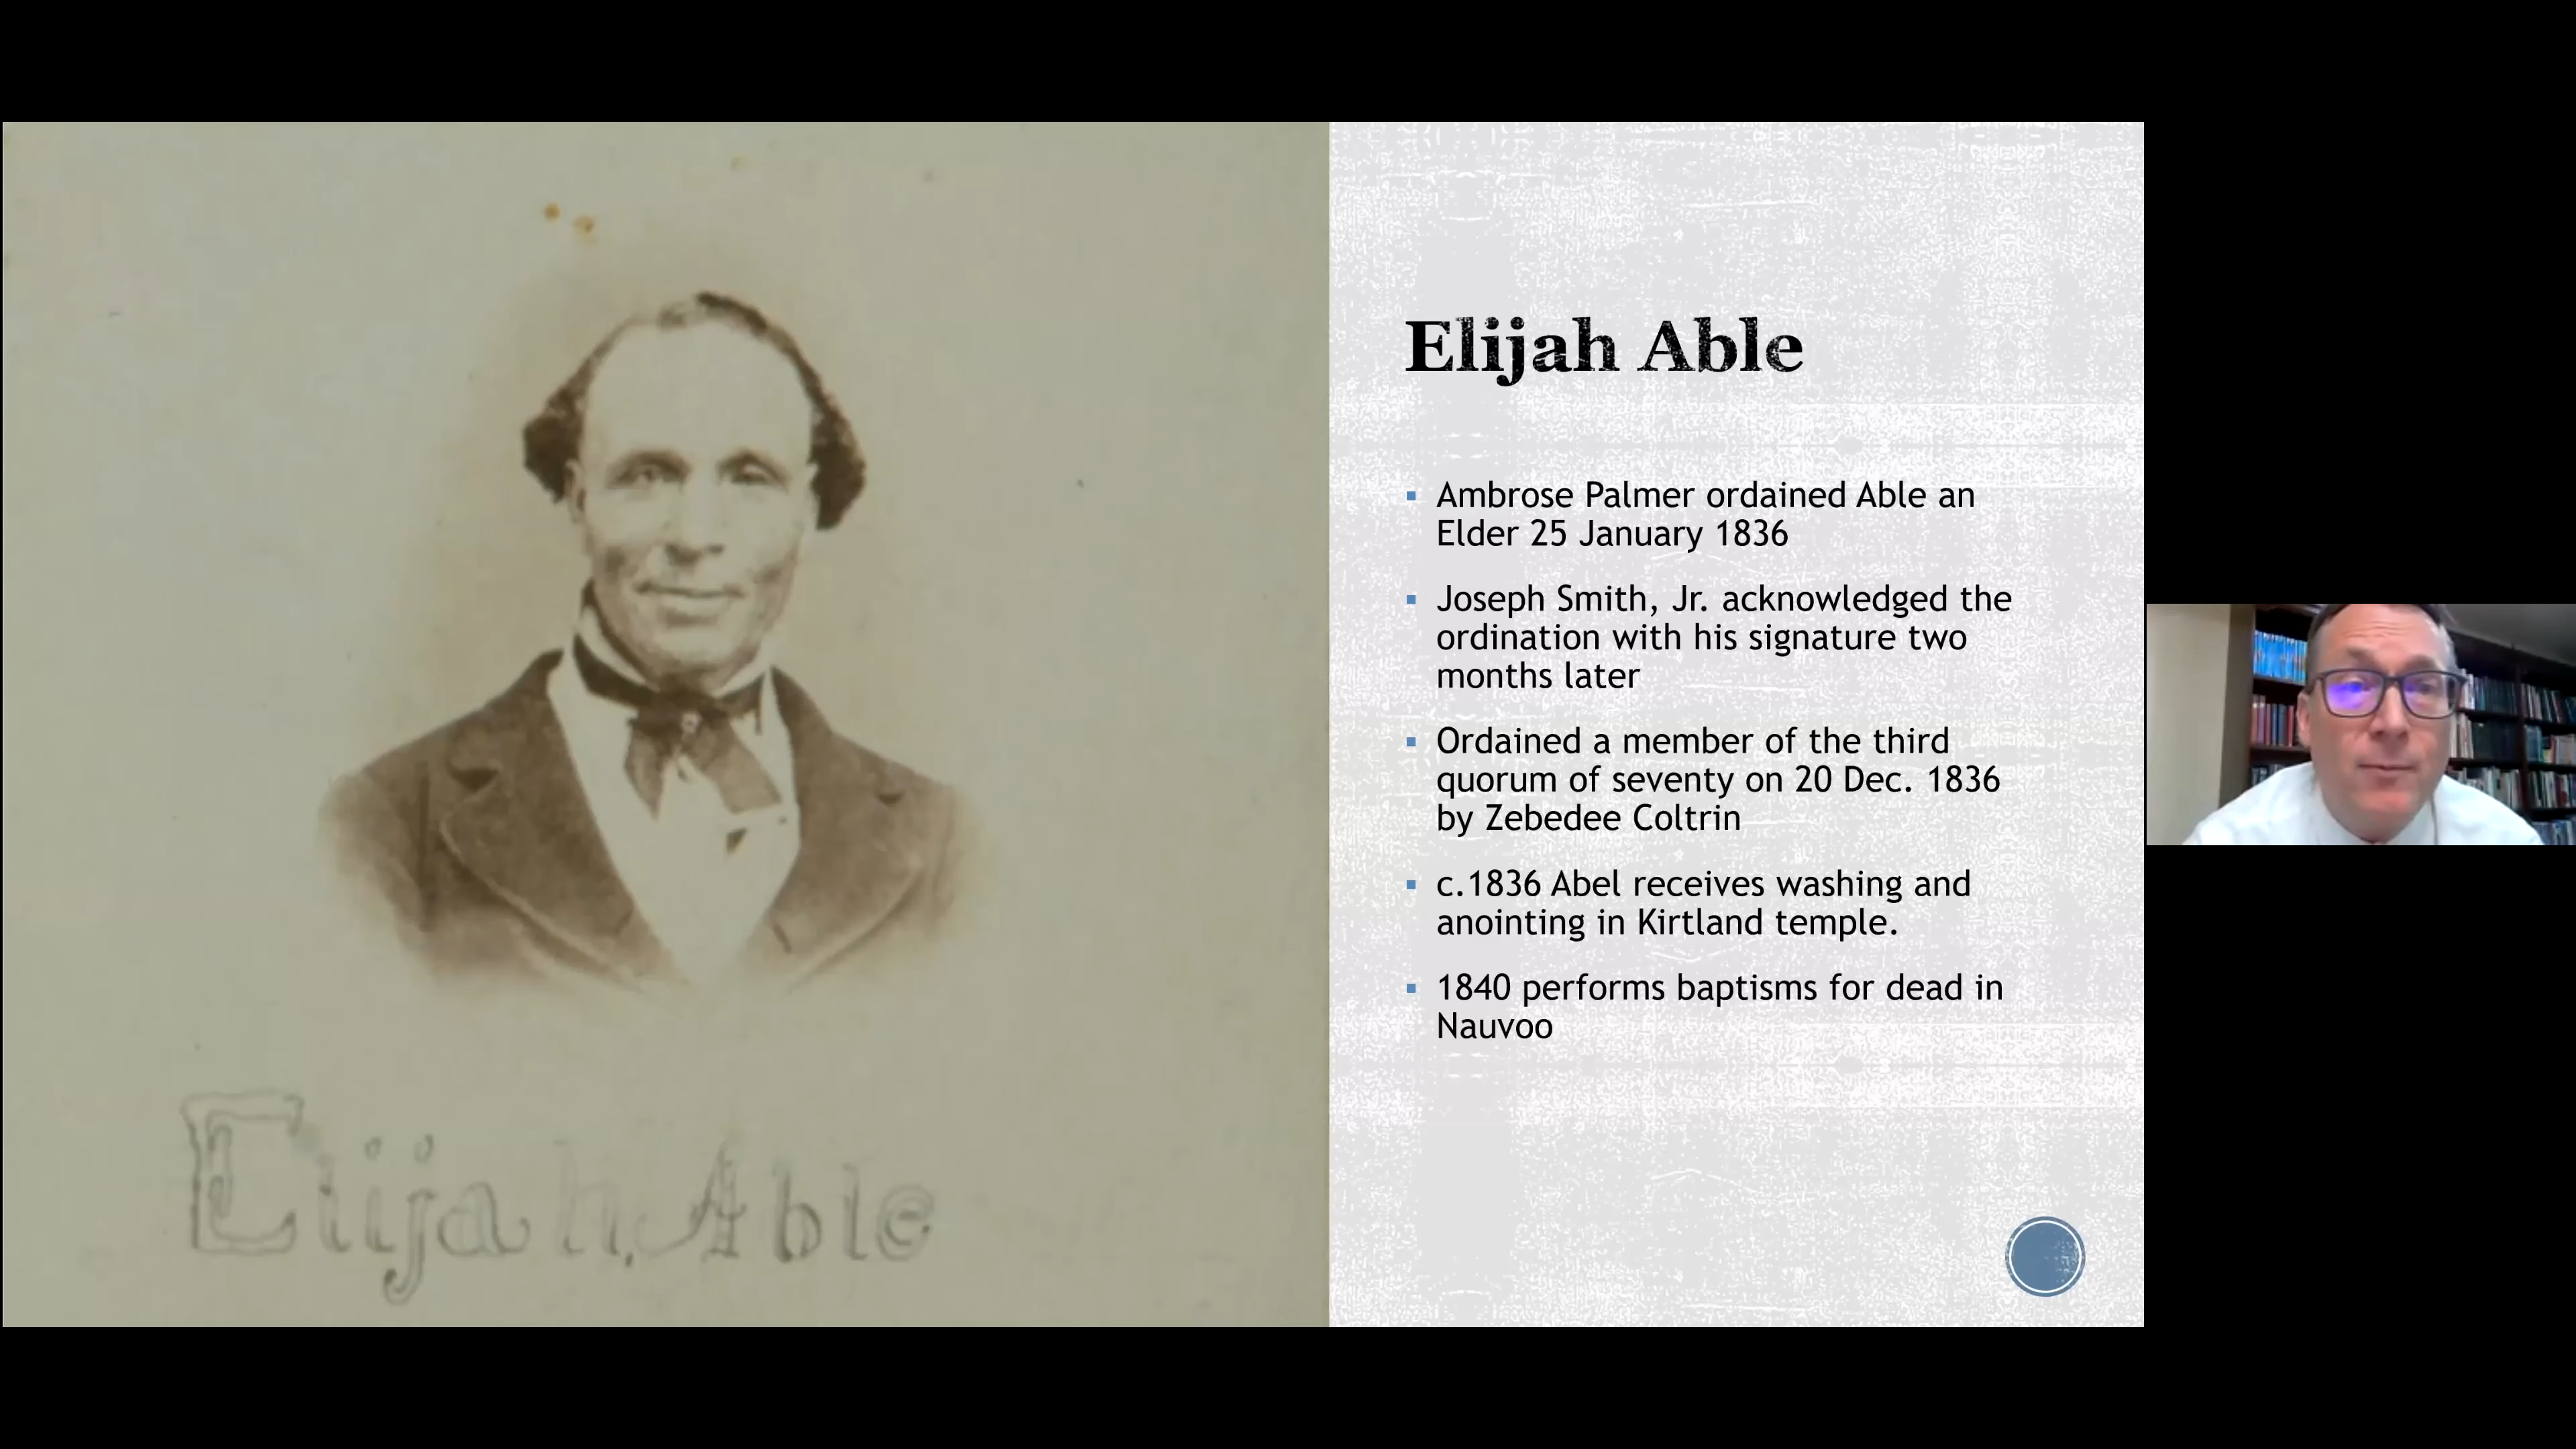 Elijah Able
Elijah Able
Ambrose Palmer ordained Able an
Elder 25 January 1836
Joseph Smith, Jr. acknowledged the
ordination with his signature two
months later
Ordained a member of the third
quorum of seventy on 20 Dec. 1836
by Zebedee Coltrin
c.1836 Abel receives washing and
anointing in Kirtland temple.
1840 performs baptisms for dead in
Nauvoo